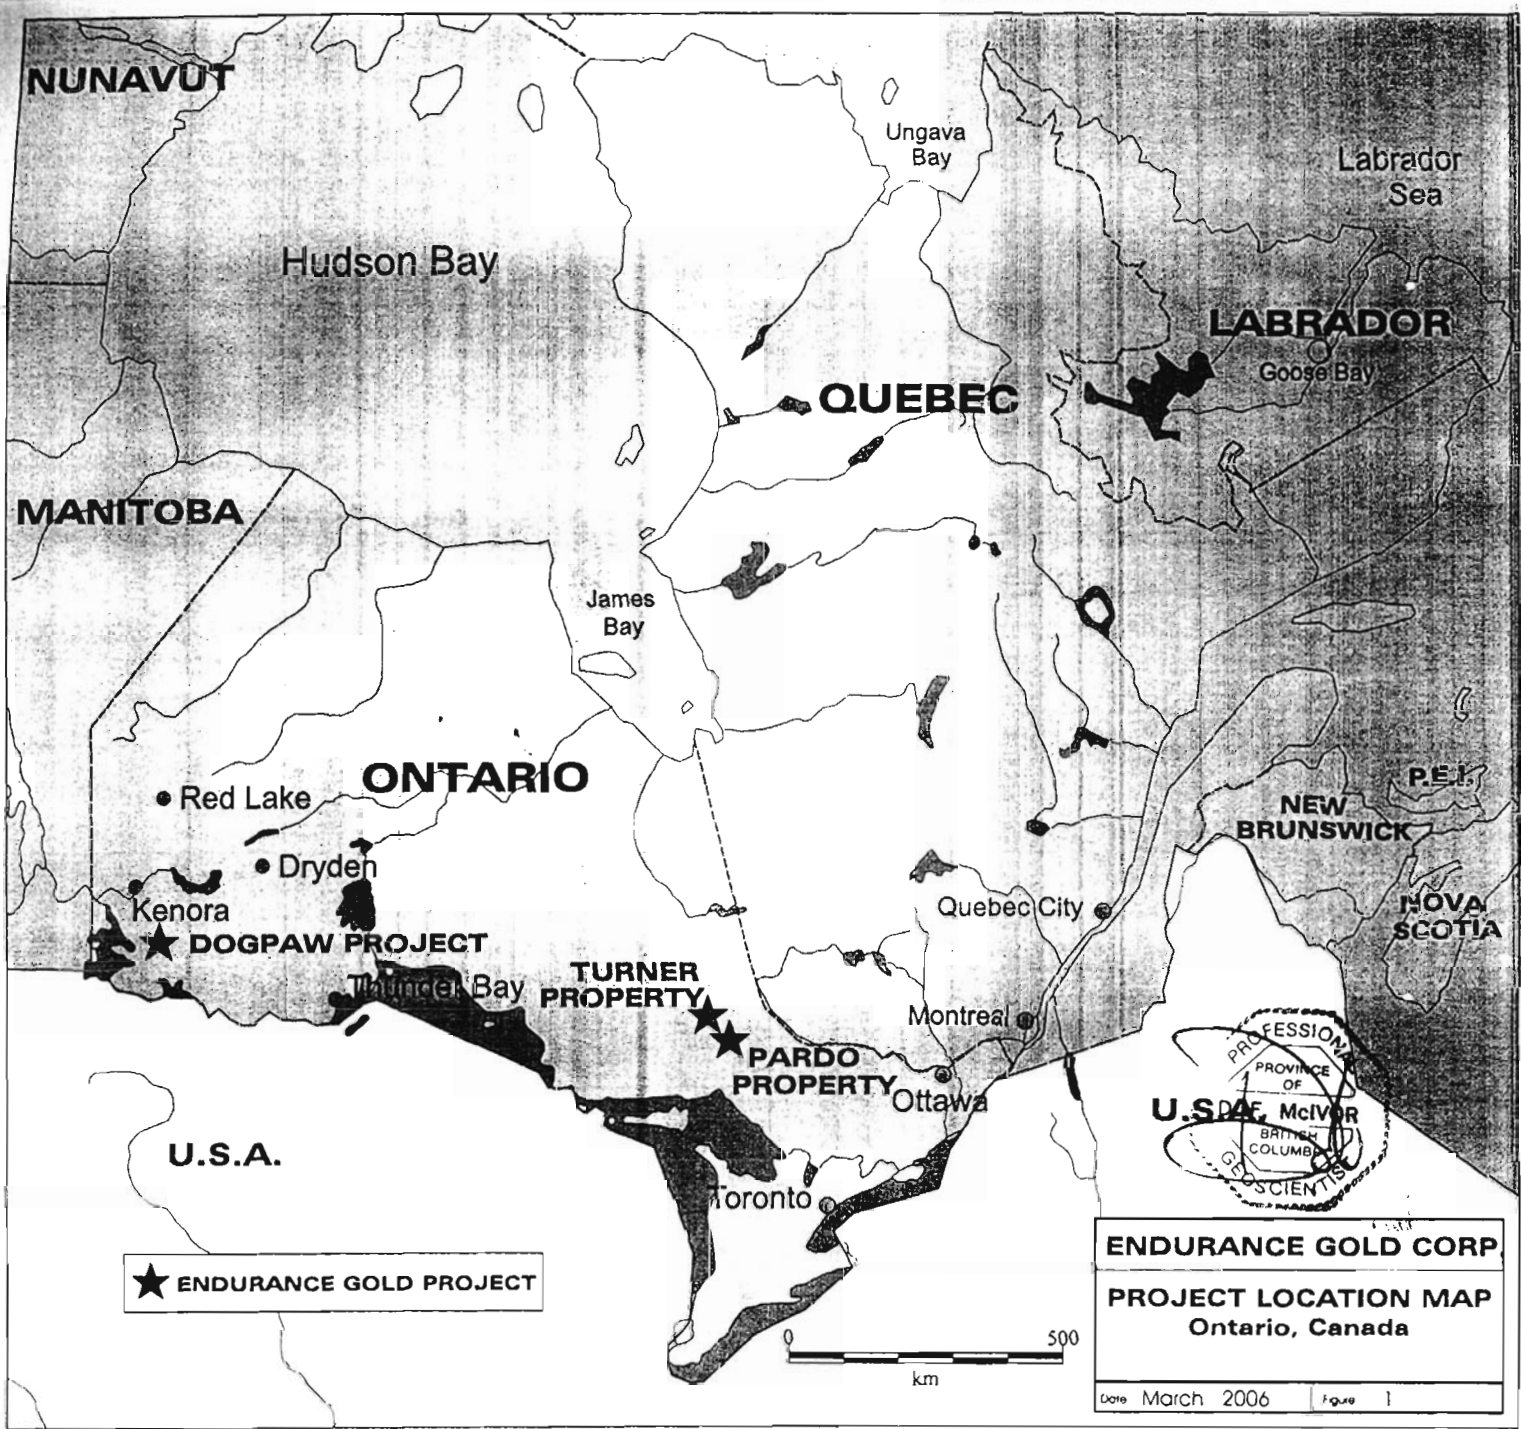 NUNAVUT
Ungava
Bay
Labrador
Sea
Hudson Bay
LABRADOR
Goose Bay
QUEBEC
MANITOBA
James
Bay
ONTARIO
Red Lake
P.E.I.
NEW
BRUNSWICK
Dryden
Kenora
Quebec City
NOVA
SCOTIA
DOGPAW PROJECT
TURNER
PROPERTY
Thunder Bay
Montreal
PARDO
PROPERTY
Ottawa
PROFESSIONAL
PROVINCE
OF
U.S.A.
McIVOR
BRITISH
COLUMBIA
GEOSCIENTIST
U.S.A.
Toronto
ENDURANCE GOLD PROJECT
0 500
km
ENDURANCE GOLD CORP.
PROJECT LOCATION MAP
Ontario, Canada
Date March 2006 Figure 1